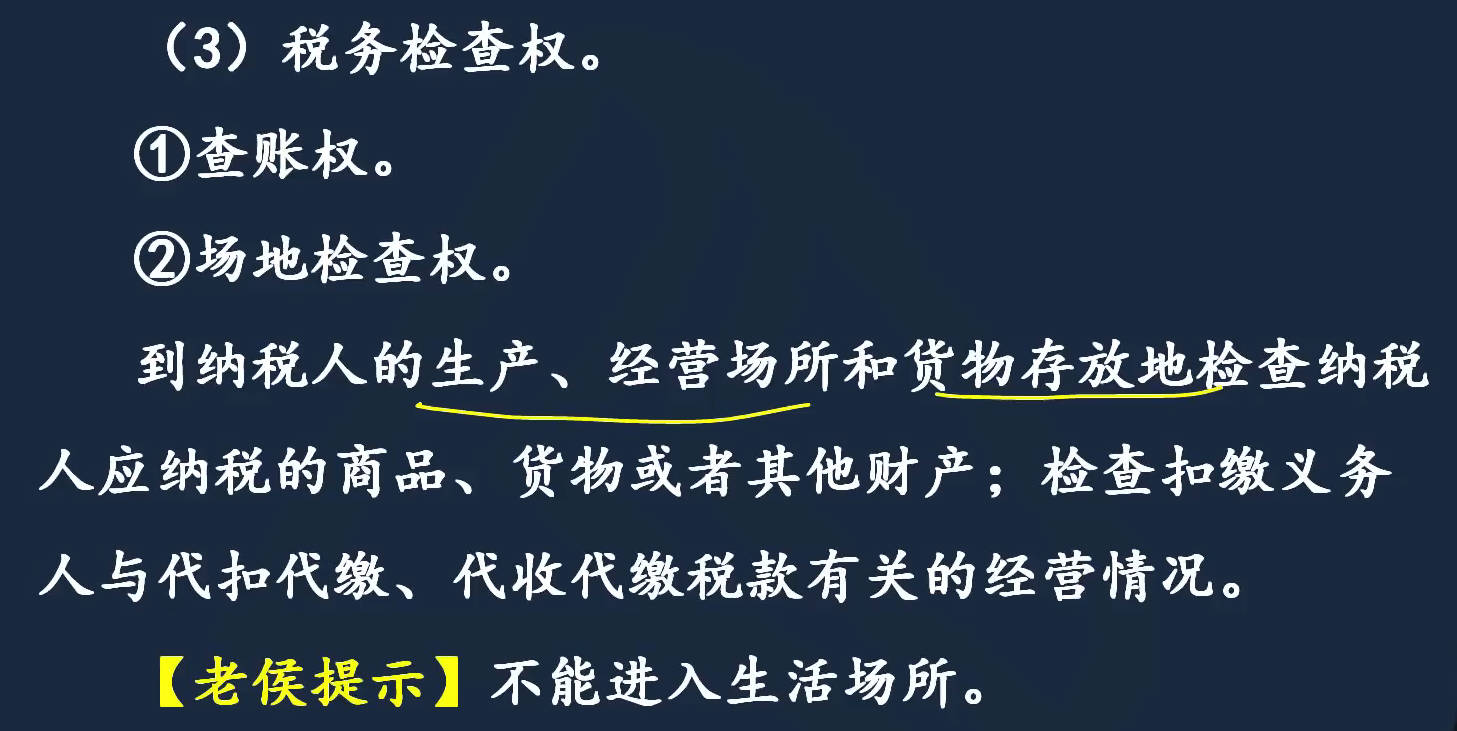 （3）税务检查权。
①查账权。
②场地检查权。
到纳税人的生产、经营场所和货物存放地检查纳税
人应纳税的商品、货物或者其他财产；检查扣缴义务
人与代扣代缴、代收代缴税款有关的经营情况。
【老侯提示】不能进入生活场所。